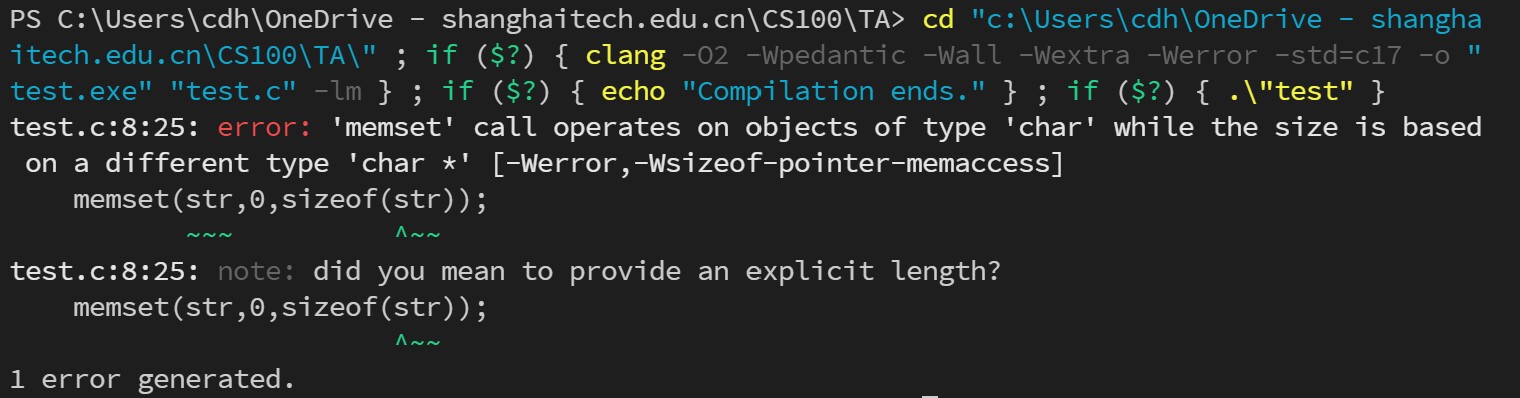 PS C:\Users\cdh\OneDrive - shanghaitech.edu.cn\CS100\TA> cd "c:\Users\cdh\OneDrive - shangha
itech.edu.cn\CS100\TA\" ; if ($?) { clang -O2 -Wpedantic -Wall -Wextra -Werror -std=c17 -o "
test.exe" "test.c" -lm } ; if ($?) { echo "Compilation ends." } ; if ($?) { .\"test" }
test.c:8:25: error: 'memset' call operates on objects of type 'char' while the size is based
 on a different type 'char *' [-Werror,-Wsizeof-pointer-memaccess]
    memset(str,0,sizeof(str));
           ~~~          ^~~
test.c:8:25: note: did you mean to provide an explicit length?
    memset(str,0,sizeof(str));
                        ^~~
1 error generated.